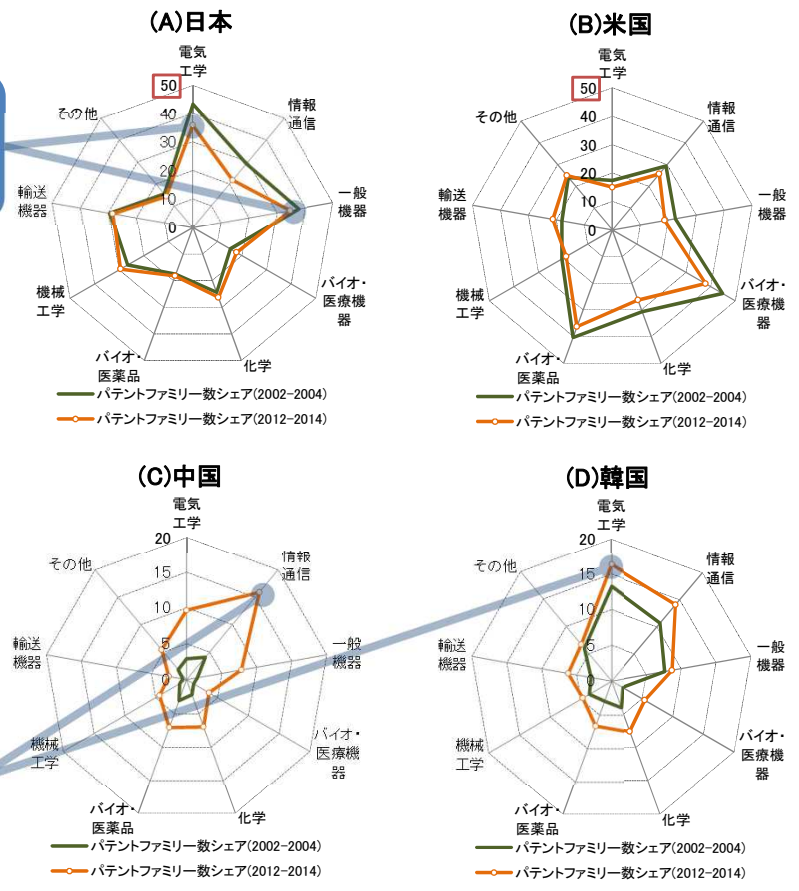 (A)日本
電気
工学
50
40
30
20
10
0
情報
通信
一般
機器
バイオ・
医療機
器
化学
バイオ・
医薬品
機械
工学
輸送
機器
その他
パテントファミリー数シェア(2002-2004)
パテントファミリー数シェア(2012-2014)
(B)米国
電気
工学
50
40
30
20
10
0
情報
通信
一般
機器
バイオ・
医療機
器
化学
バイオ・
医薬品
機械
工学
輸送
機器
その他
パテントファミリー数シェア(2002-2004)
パテントファミリー数シェア(2012-2014)
(C)中国
電気
工学
20
15
10
5
0
情報
通信
一般
機器
バイオ・
医療機
器
化学
バイオ・
医薬品
機械
工学
輸送
機器
その他
パテントファミリー数シェア(2002-2004)
パテントファミリー数シェア(2012-2014)
(D)韓国
電気
工学
20
15
10
5
0
情報
通信
一般
機器
バイオ・
医療機
器
化学
バイオ・
医薬品
機械
工学
輸送
機器
その他
パテントファミリー数シェア(2002-2004)
パテントファミリー数シェア(2012-2014)